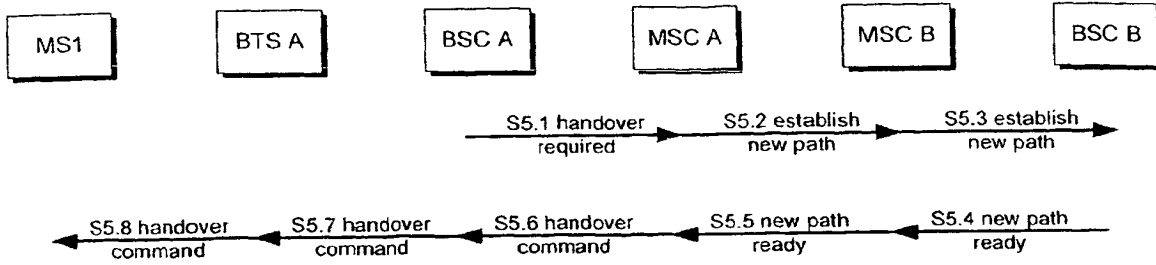 MS1
BTS A
BSC A
MSC A
MSC B
BSC B
S5.1 handover
required
S5.2 establish
new path
S5.3 establish
new path
S5.8 handover
command
S5.7 handover
command
S5.6 handover
command
S5.5 new path
ready
S5.4 new path
ready